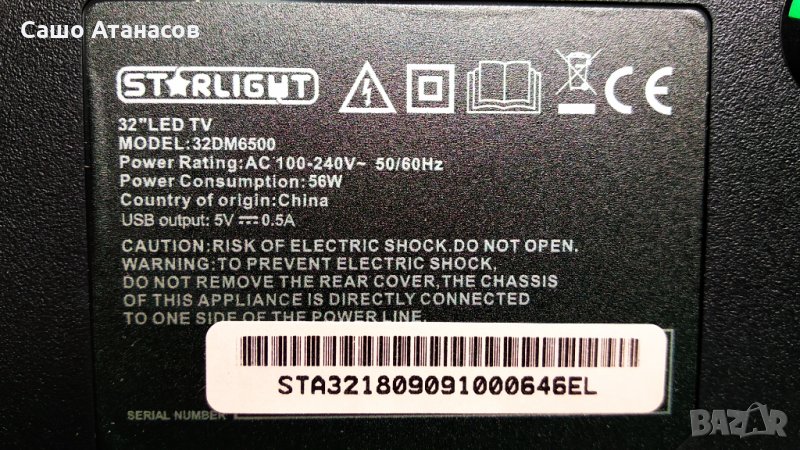 Сашо Атанасов
STARLIGHT
32"LED TV
MODEL:32DM6500
Power Rating:AC 100-240V~ 50/60Hz
Power Consumption:56W
Country of origin:China
USB output: 5V⎓0.5A
CAUTION:RISK OF ELECTRIC SHOCK.DO NOT OPEN.
WARNING:TO PREVENT ELECTRIC SHOCK,
DO NOT REMOVE THE REAR COVER,THE CHASSIS
OF THIS APPLIANCE IS DIRECTLY CONNECTED
TO ONE SIDE OF THE POWER LINE.
STA321809091000646EL
SERIAL NUMBER
BAZAR